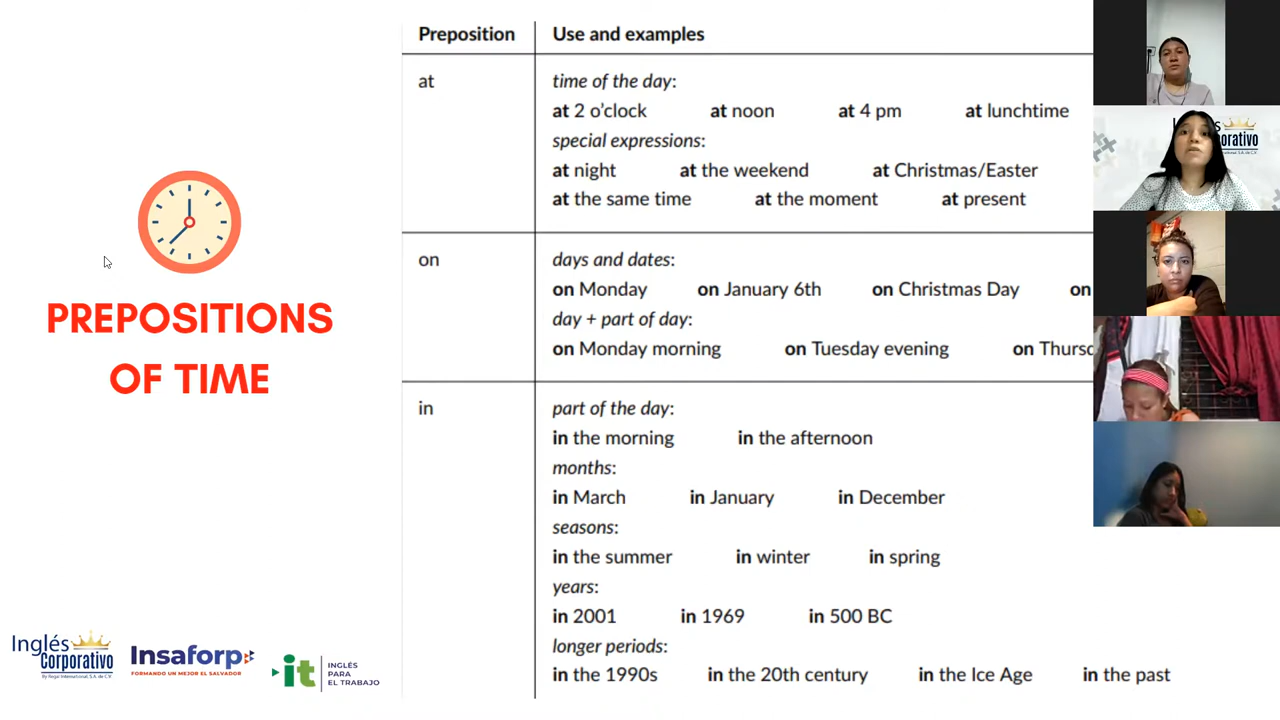 Preposition Use and examples
at time of the day:
at 2 o'clock at noon at 4 pm at lunchtime
special expressions:
at night at the weekend at Christmas/Easter
at the same time at the moment at present
on days and dates:
on Monday on January 6th on Christmas Day on
day + part of day:
on Monday morning on Tuesday evening on
in part of the day:
in the morning in the afternoon
months:
in March in January in December
seasons:
in the summer in winter in spring
years:
in 2001 in 1969 in 500 BC
longer periods:
in the 1990s in the 20th century in the Ice Age in the past
PREPOSITIONS
OF TIME
Inglés
Corporativo
By Regal International, S.A. de C.V.
Insaforp
FORMANDO UN MEJOR EL SALVADOR
it
INGLÉS
PARA
EL TRABAJO